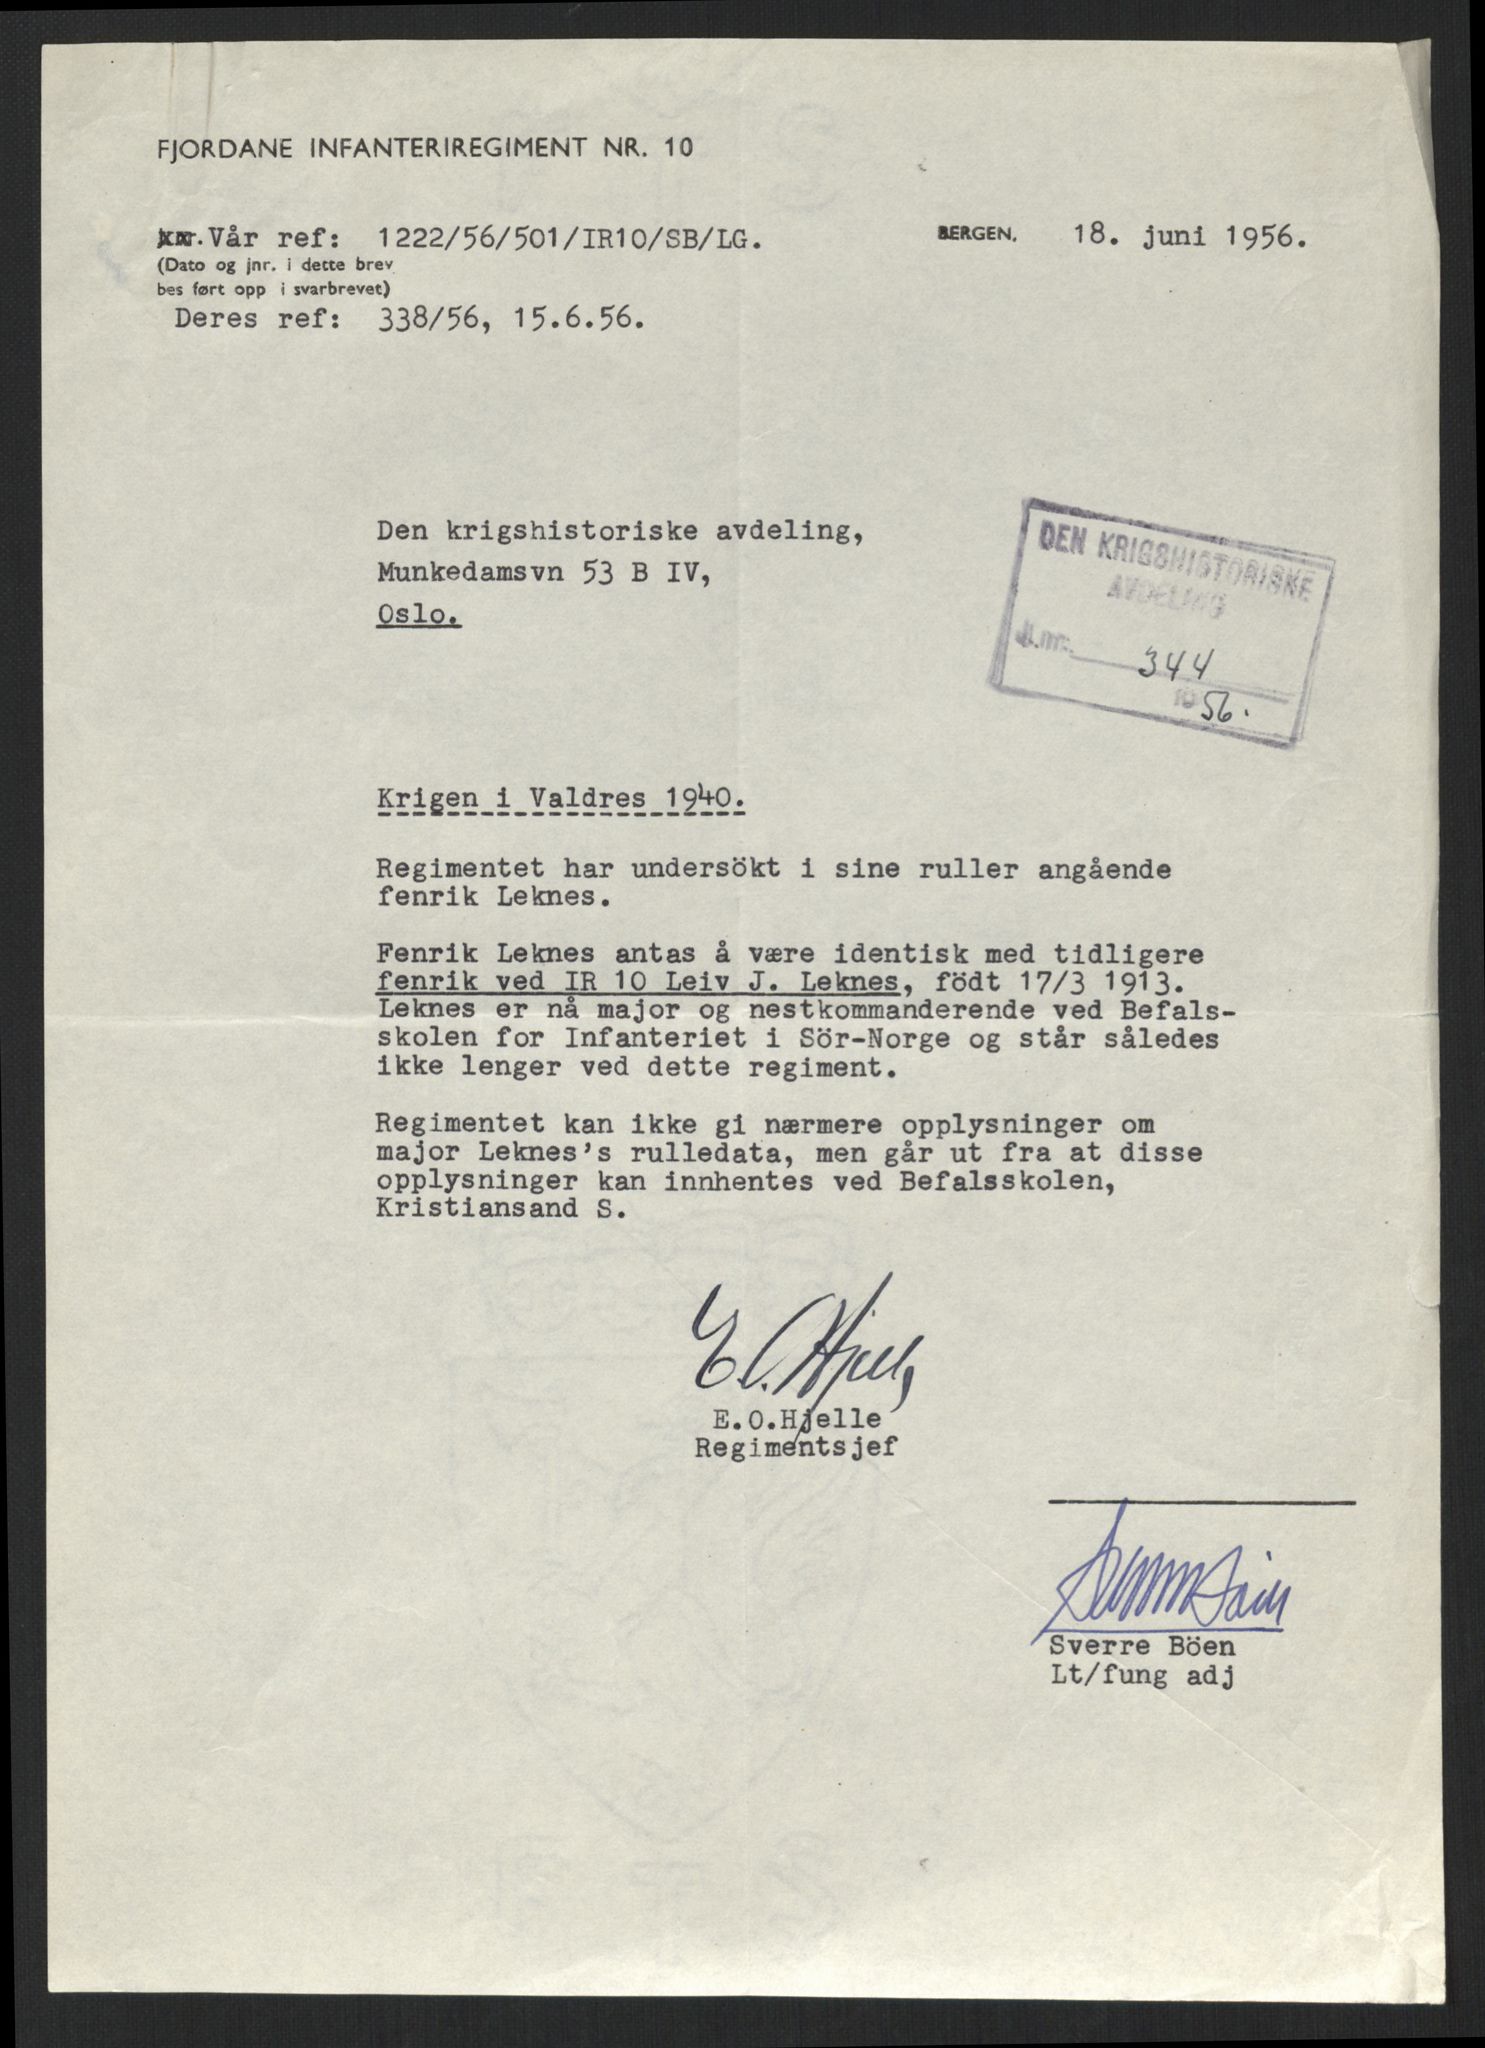 FJORDANE INFANTERIREGIMENT NR. 10
Vår ref: 1222/56/501/IR10/SB/LG.
BERGEN, 18. juni 1956.
(Dato og jnr. i dette brev
bes ført opp i svarbrevet)
Deres ref: 338/56, 15.6.56.
Den krigshistoriske avdeling,
Munkedamsvn 53 B IV,
Oslo.
DEN KRIGSHISTORISKE
AVDELING
Jl.nr. 344
19 56.
Krigen i Valdres 1940.
Regimentet har undersökt i sine ruller angående
fenrik Leknes.
Fenrik Leknes antas å være identisk med tidligere
fenrik ved IR 10 Leiv J. Leknes, födt 17/3 1913.
Leknes er nå major og nestkommanderende ved Befals-
skolen for Infanteriet i Sör-Norge og står således
ikke lenger ved dette regiment.
Regimentet kan ikke gi nærmere opplysninger om
major Leknes's rulledata, men går ut fra at disse
opplysninger kan innhentes ved Befalsskolen,
Kristiansand S.
E.O.Hjelle
E.O.Hjelle
Regimentsjef
Sverre Böen
Sverre Böen
Lt/fung adj